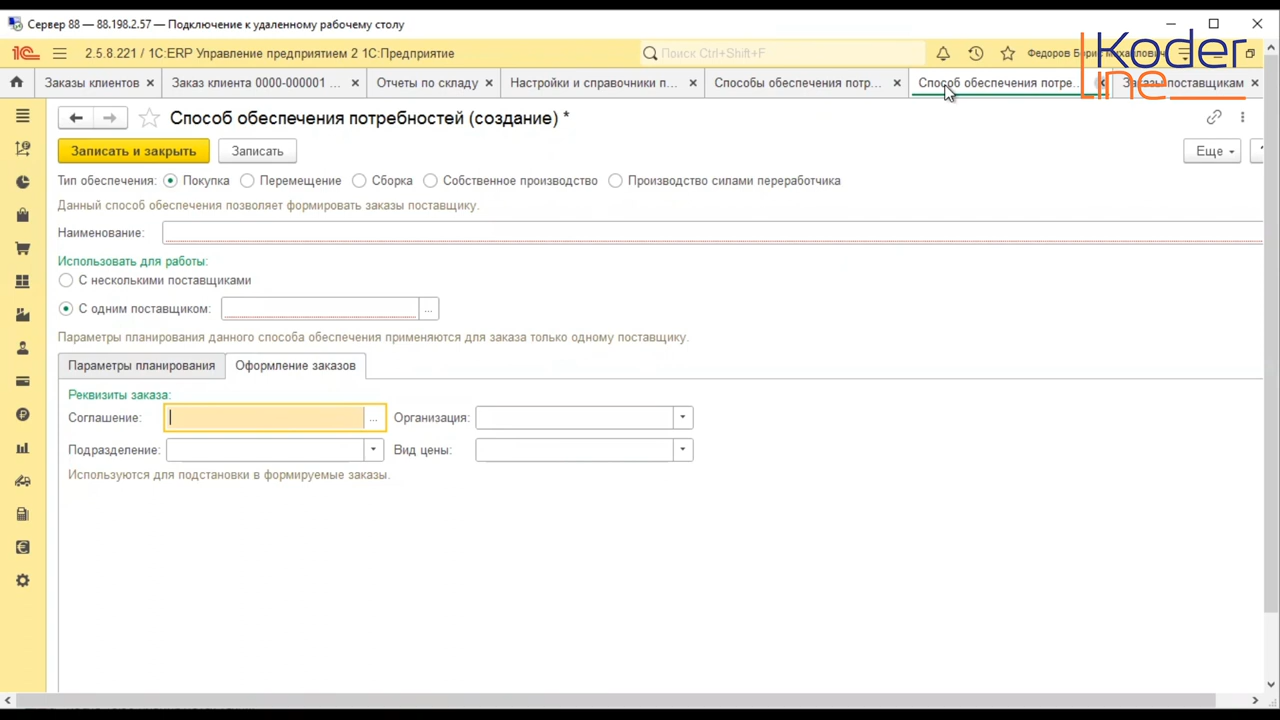 Сервер 88 — 88.198.2.57 — Подключение к удаленному рабочему столу
1С 2.5.8.221 / 1С:ERP Управление предприятием 2 1С:Предприятие
Поиск Ctrl+Shift+F
Koder
Line
Заказы клиентов
Заказ клиента 0000-000001 ...
Отчеты по складу
Настройки и справочники п...
Способы обеспечения потр...
Способ обеспечения потре...
Заказы поставщикам
Способ обеспечения потребностей (создание) *
Записать и закрыть
Записать
Еще
Тип обеспечения: Покупка Перемещение Сборка Собственное производство Производство силами переработчика
Данный способ обеспечения позволяет формировать заказы поставщику.
Наименование:
Использовать для работы:
С несколькими поставщиками
С одним поставщиком: ...
Параметры планирования данного способа обеспечения применяются для заказа только одному поставщику.
Параметры планирования Оформление заказов
Реквизиты заказа:
Соглашение: ... Организация:
Подразделение: Вид цены:
Используются для подстановки в формируемые заказы.